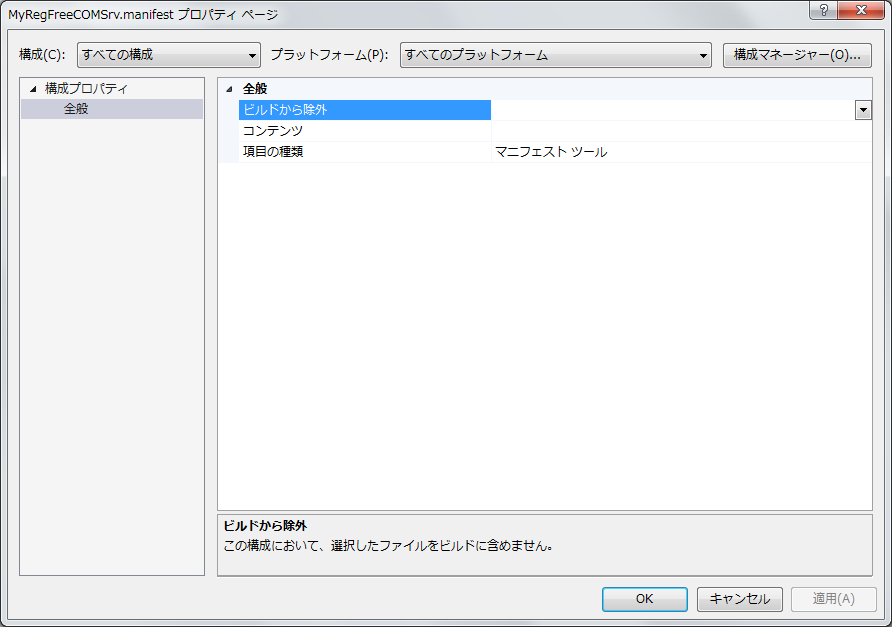 MyRegFreeCOMSrv.manifest プロパティ ページ
構成(C): すべての構成 プラットフォーム(P): すべてのプラットフォーム 構成マネージャー(O)...
構成プロパティ
全般
全般
ビルドから除外
コンテンツ
項目の種類 マニフェスト ツール
ビルドから除外
この構成において、選択したファイルをビルドに含めません。
OK キャンセル 適用(A)